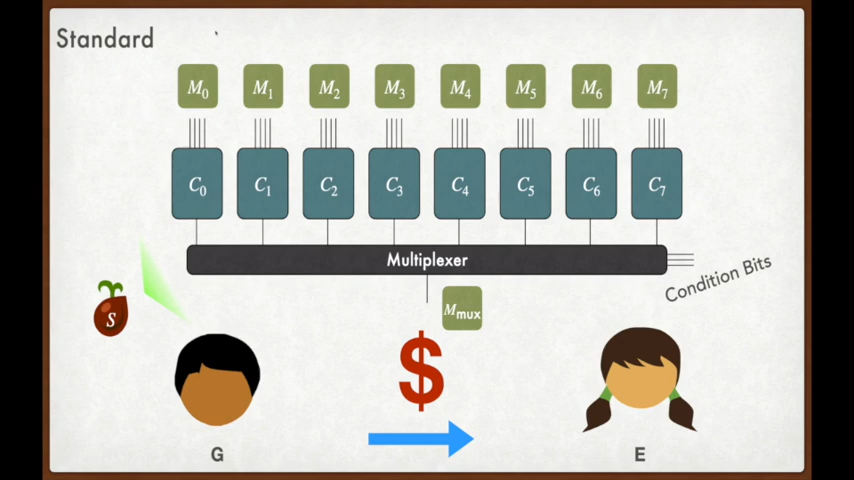 Standard
M₀ M₁ M₂ M₃ M₄ M₅ M₆ M₇
C₀ C₁ C₂ C₃ C₄ C₅ C₆ C₇
Multiplexer
Condition Bits
Mmux
S
$
G E